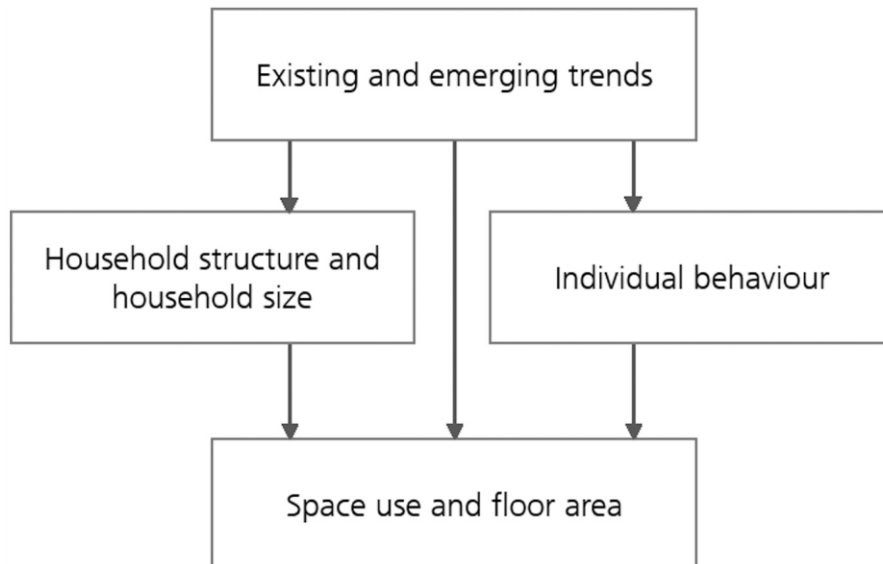 Existing and emerging trends
Household structure and
household size
Individual behaviour
Space use and floor area